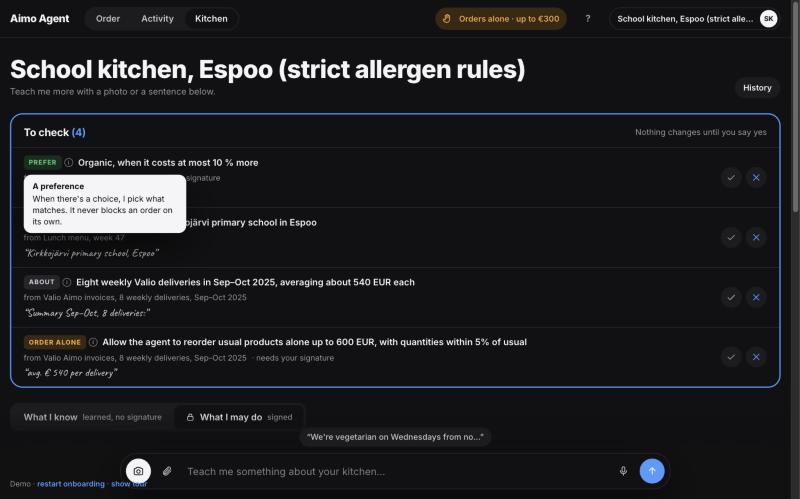 Aimo Agent
Order
Activity
Kitchen
Orders alone · up to €300
?
School kitchen, Espoo (strict alle...
SK
School kitchen, Espoo (strict allergen rules)
Teach me more with a photo or a sentence below.
History
To check (4)
Nothing changes until you say yes
PREFER
Organic, when it costs at most 10 % more
signature
A preference
When there's a choice, I pick what
matches. It never blocks an order on
its own.
ojärvi primary school in Espoo
from Lunch menu, week 47
"Kirkkojärvi primary school, Espoo"
ABOUT
Eight weekly Valio deliveries in Sep–Oct 2025, averaging about 540 EUR each
from Valio Aimo invoices, 8 weekly deliveries, Sep–Oct 2025
"Summary Sep–Oct, 8 deliveries:"
ORDER ALONE
Allow the agent to reorder usual products alone up to 600 EUR, with quantities within 5% of usual
from Valio Aimo invoices, 8 weekly deliveries, Sep–Oct 2025 · needs your signature
"avg. € 540 per delivery"
What I know learned, no signature
What I may do signed
"We're vegetarian on Wednesdays from no..."
Teach me something about your kitchen...
Demo · restart onboarding · show tour